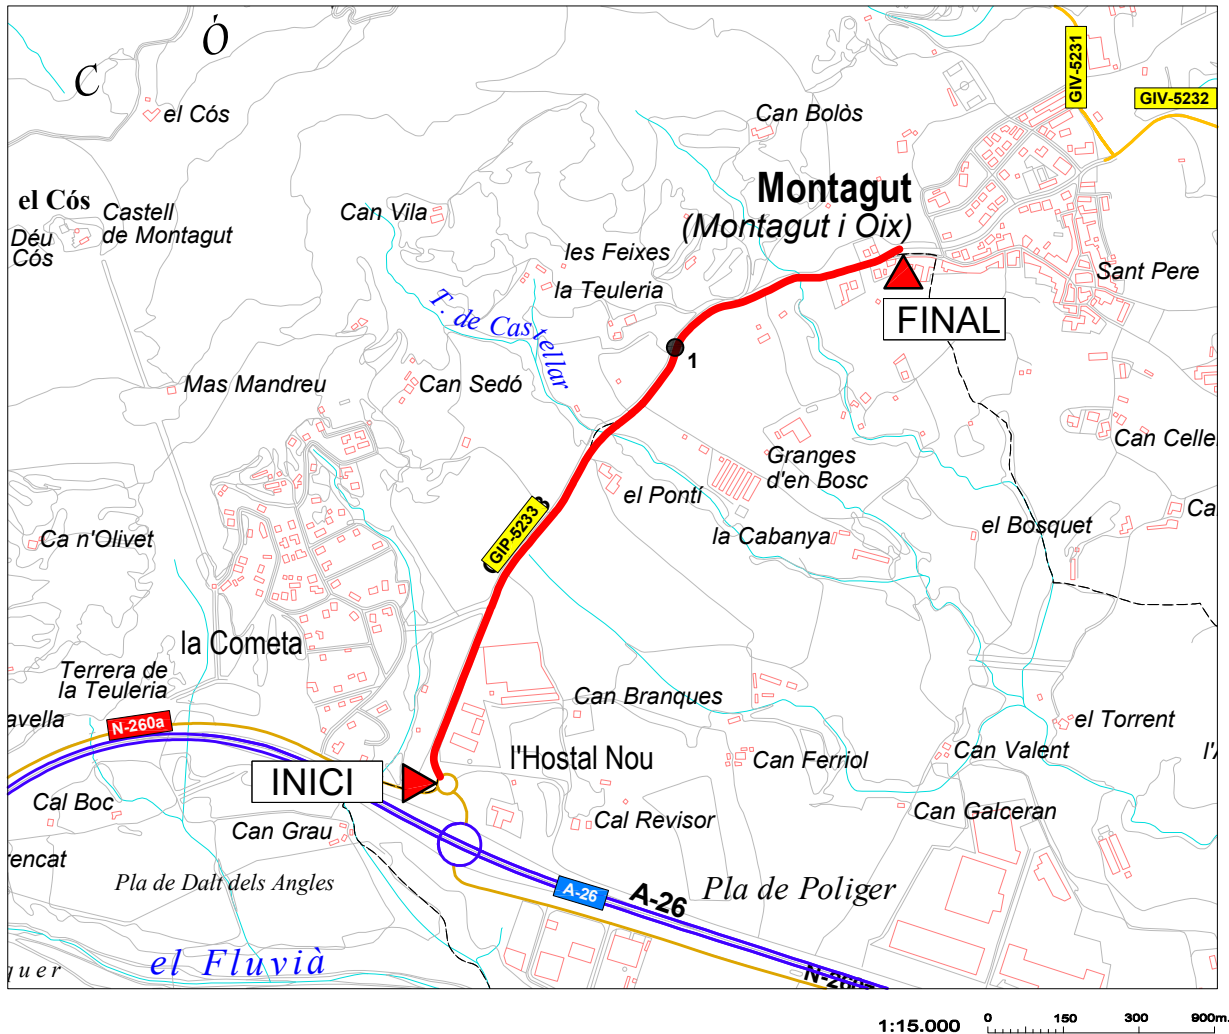 C Ó
GIV-5231
GIV-5232
el Cós
Can Bolòs
Montagut
(Montagut i Oix)
el Cós
Castell
de Montagut
Déu
Cós
Can Vila
les Feixes
la Teuleria
Sant Pere
T. de Castellar
FINAL
1
Mas Mandreu
Can Sedó
Can Celle
Granges
d'en Bosc
el Pontí
Ca
GIP-5233
Ca n'Olivet
la Cabanya
el Bosquet
la Cometa
Terrera de
la Teuleria
Can Branques
avella
N-260a
el Torrent
l'Hostal Nou
Can Ferriol
Can Valent
INICI
Cal Boc
Can Grau
Cal Revisor
Can Galceran
rencat
Pla de Dalt dels Angles
A-26
A-26
Pla de Poliger
el Fluvià
quer
1:15.000
0 150 300 900m.